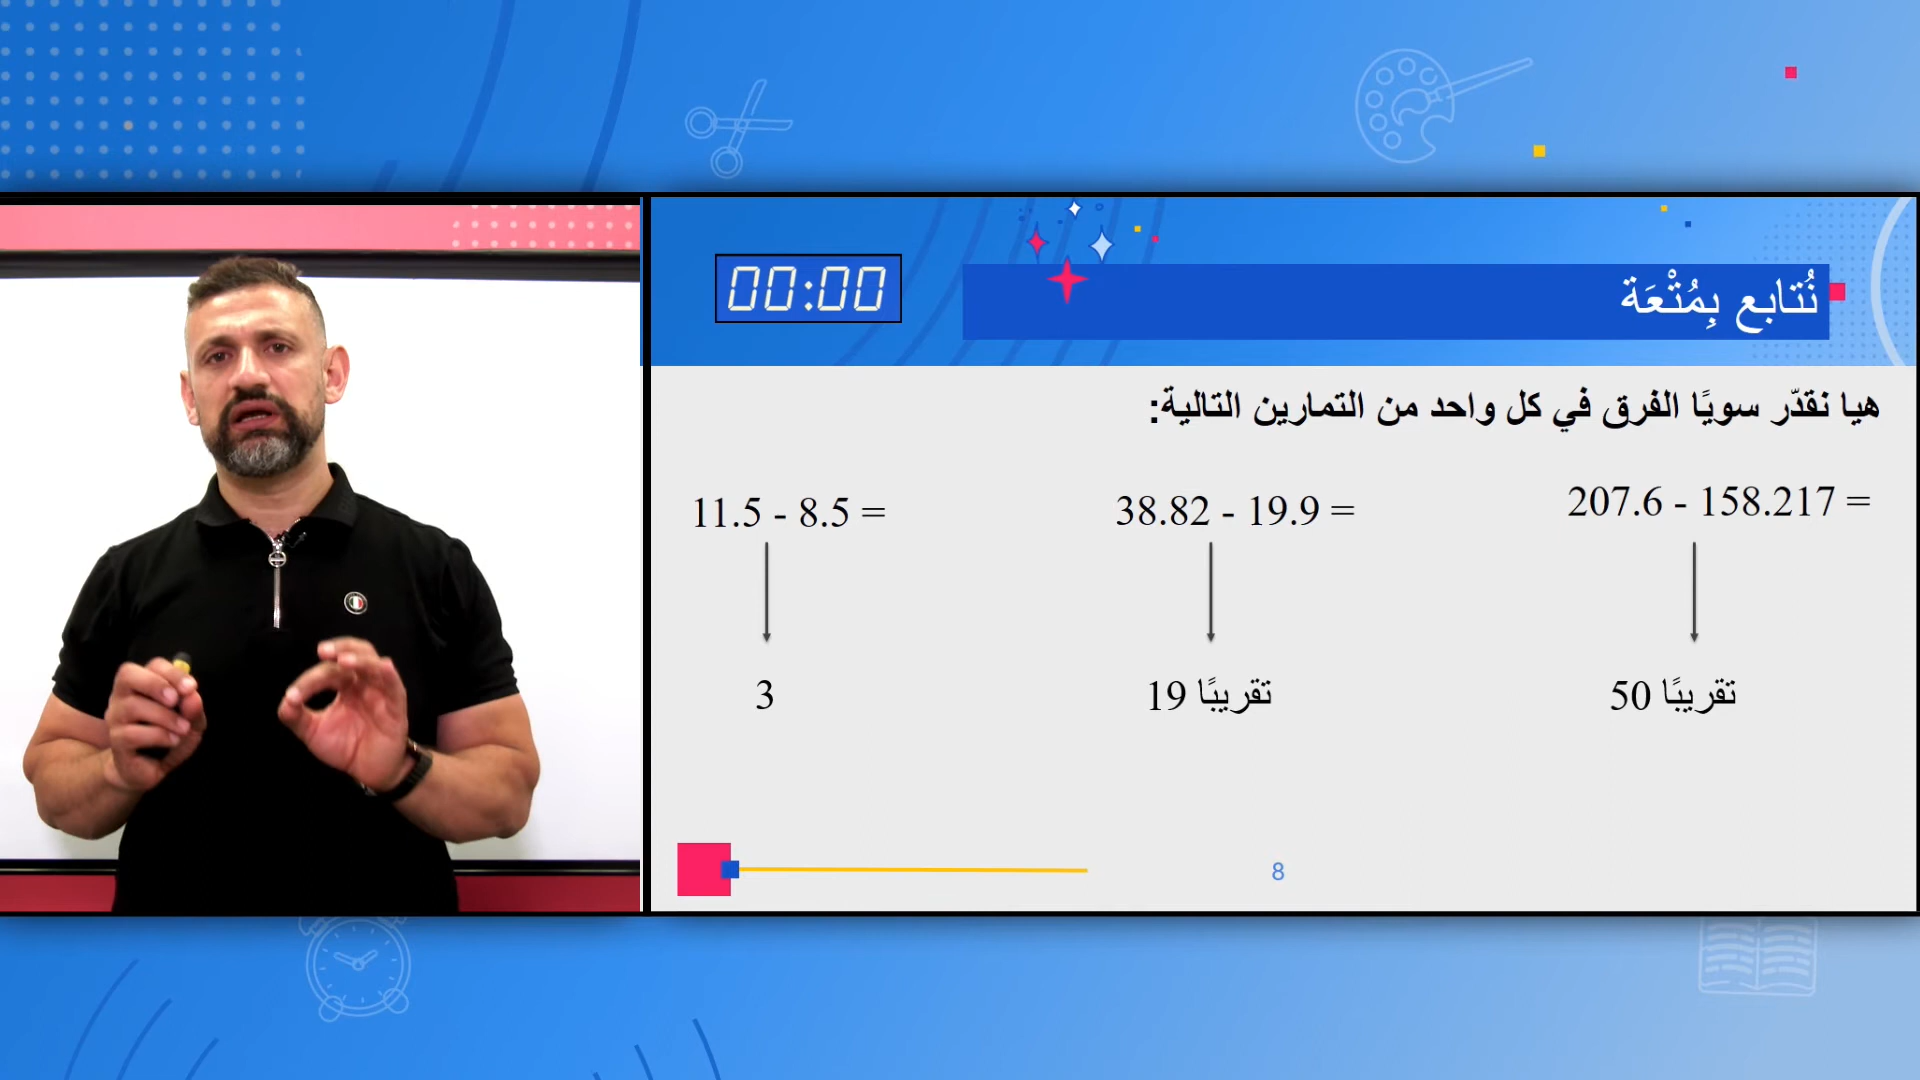 00:00
نُتابع بِمُتْعَة
هيا نقدّر سويًا الفرق في كل واحد من التمارين التالية:
207.6 - 158.217 =
38.82 - 19.9 =
11.5 - 8.5 =
تقريبًا 50
تقريبًا 19
3
8